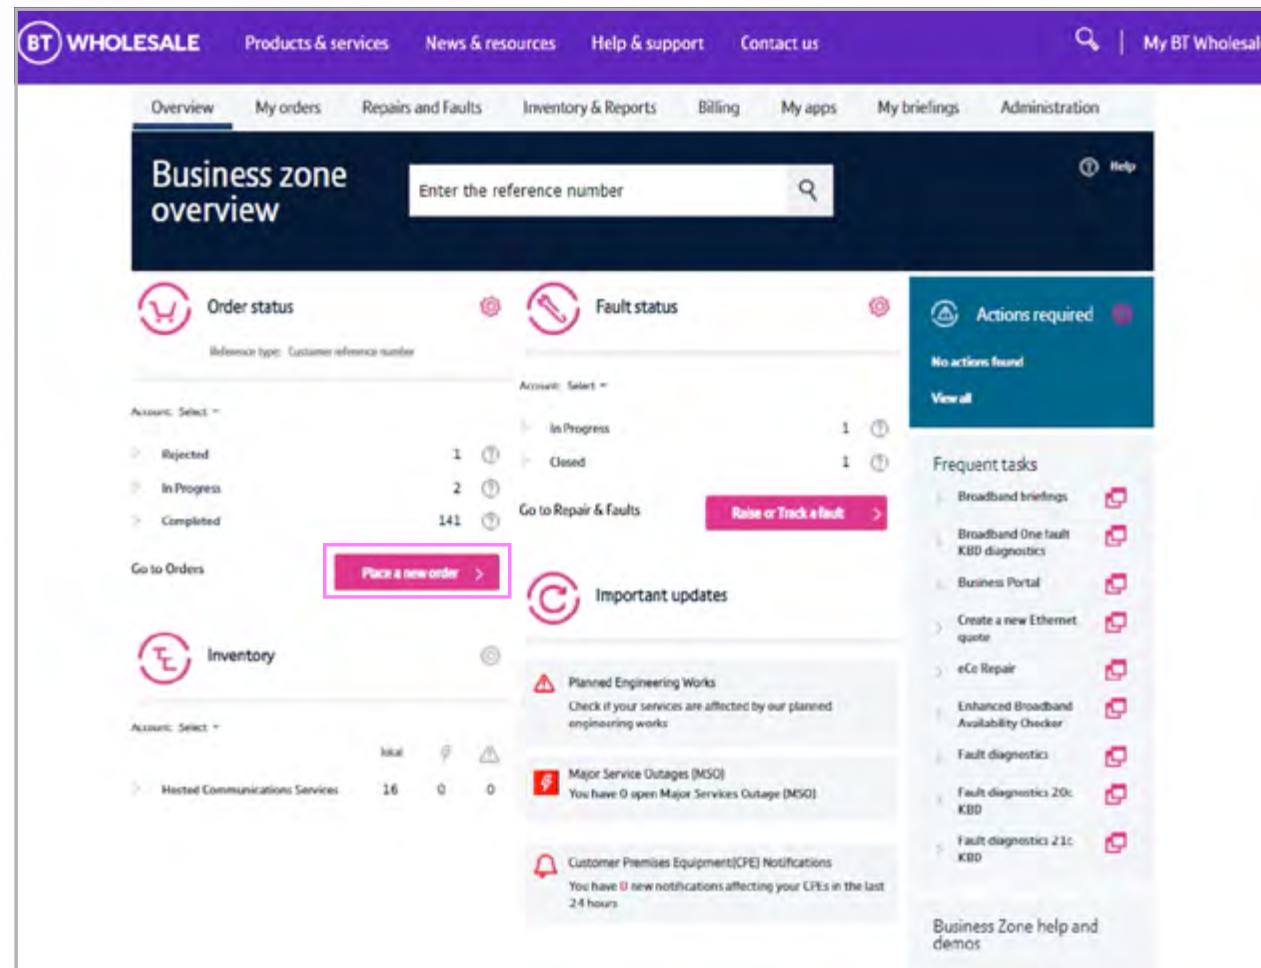 BT WHOLESALE
Products & services
News & resources
Help & support
Contact us
My BT Wholesal
Overview
My orders
Repairs and Faults
Inventory & Reports
Billing
My apps
My briefings
Administration
Business zone
overview
Enter the reference number
Help
Order status
Reference type: Customer reference number
Account: Select
Rejected 1
In Progress 2
Completed 141
Go to Orders
Place a new order
Inventory
Account: Select
total
Hosted Communications Services 16 0 0
Fault status
Account: Select
In Progress 1
Closed 1
Go to Repair & Faults
Raise or Track a fault
Important updates
Planned Engineering Works
Check if your services are affected by our planned
engineering works
Major Service Outages (MSO)
You have 0 open Major Services Outage (MSO)
Customer Premises Equipment(CPE) Notifications
You have 0 new notifications affecting your CPEs in the last
24 hours
Actions required
No actions found
View all
Frequent tasks
Broadband briefings
Broadband One fault
KBD diagnostics
Business Portal
Create a new Ethernet
quote
eCo Repair
Enhanced Broadband
Availability Checker
Fault diagnostics
Fault diagnostics 20c
KBD
Fault diagnostics 21c
KBD
Business Zone help and
demos